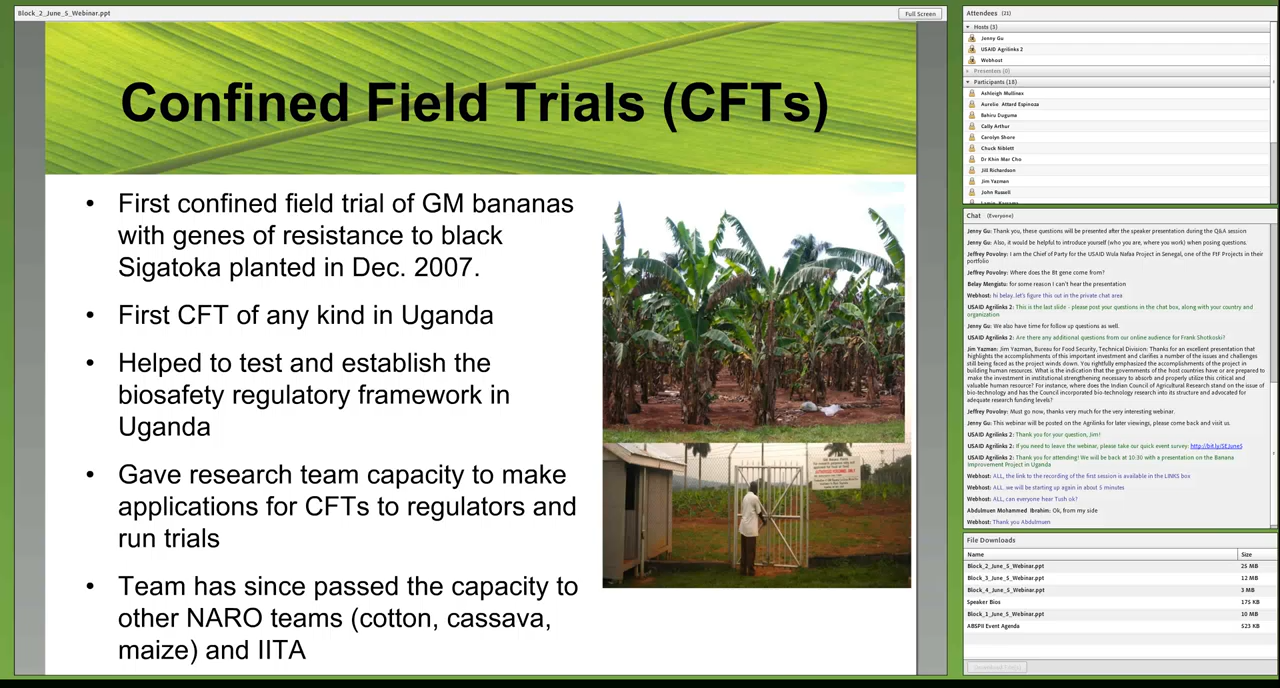 Block_2_June_5_Webinar.ppt
Full Screen
Confined Field Trials (CFTs)
• First confined field trial of GM bananas
with genes of resistance to black
Sigatoka planted in Dec. 2007.
• First CFT of any kind in Uganda
• Helped to test and establish the
biosafety regulatory framework in
Uganda
• Gave research team capacity to make
applications for CFTs to regulators and
run trials
• Team has since passed the capacity to
other NARO teams (cotton, cassava,
maize) and IITA
Attendees (21)
Hosts (3)
Jenny Gu
USAID Agrilinks 2
Webhost
Presenters (0)
Participants (18)
Ashleigh Mullinax
Aurelio Attard Espinoza
Bahiru Duguma
Cally Arthur
Carolyn Shore
Chuck Niblett
Dr Khin Mar Cho
Jill Richardson
Jim Yazman
John Russell
Chat (Everyone)
Jenny Gu: Thank you, these questions will be presented after the speaker presentation during the Q&A session
Jenny Gu: Also, it would be helpful to introduce yourself (who you are, where you work) when posing questions.
Jeffrey Povolny: I am the Chief of Party for the USAID Wula Nafaa Project in Senegal, one of the FtF Projects in their
portfolio
Jeffrey Povolny: Where does the Bt gene come from?
Belay Mengistu: for some reason I can't hear the presentation
Webhost: hi belay. let's figure this out in the private chat area
USAID Agrilinks 2: This is the last slide - please post your questions in the chat box, along with your country and
organization
Jenny Gu: We also have time for follow up questions as well.
USAID Agrilinks 2: Are there any additional questions from our online audience for Frank Shotkoski?
Jim Yazman: Jim Yazman, Bureau for Food Security, Technical Division: Thanks for an excellent presentation that
highlights the accomplishments of this important investment and clarifies a number of the issues and challenges
still being faced as the project winds down. You rightfully emphasized the accomplishments of the project in
building human resources. What is the indication that the governments of the host countries have or are prepared to
make the investment in institutional strengthening necessary to absorb and properly utilize this critical and
valuable human resource? For instance, where does the Indian Council of Agricultural Research stand on the issue of
bio-technology and has the Council incorporated bio-technology research into its structure and advocated for
adequate research funding levels?
Jeffrey Povolny: Must go now, thanks very much for the very interesting webinar.
Jenny Gu: This webinar will be posted on the Agrilinks for later viewings, please come back and visit us.
USAID Agrilinks 2: Thank you for your question, Jim!
USAID Agrilinks 2: If you need to leave the webinar, please take our quick event survey: http://bit.ly/SEJune5
USAID Agrilinks 2: Thank you for attending! We will be back at 10:30 with a presentation on the Banana
Improvement Project in Uganda
Webhost: ALL, the link to the recording of the first session is available in the LINKS box
Webhost: ALL. we will be starting up again in about 5 minutes
Webhost: ALL, can everyone hear Tush ok?
Abdulmuen Mohammed Ibrahim: Ok, from my side
Webhost: Thank you Abdulmuen
File Downloads
Name Size
Block_2_June_5_Webinar.ppt 25 MB
Block_3_June_5_Webinar.ppt 12 MB
Block_4_June_5_Webinar.ppt 3 MB
Speaker Bios 175 KB
Block_1_June_5_Webinar.ppt 10 MB
ABSPII Event Agenda 523 KB
Download File(s)